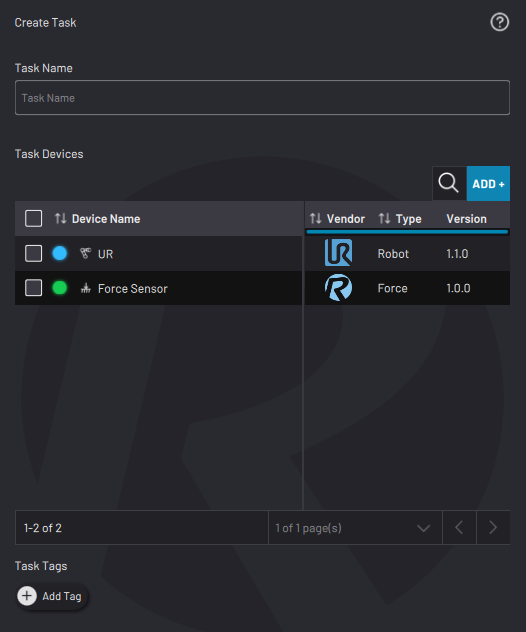 Create Task
Task Name
Task Name
Task Devices
ADD +
Device Name Vendor Type Version
UR UR Robot 1.1.0
Force Sensor R Force 1.0.0
1-2 of 2 1 of 1 page(s)
Task Tags
Add Tag